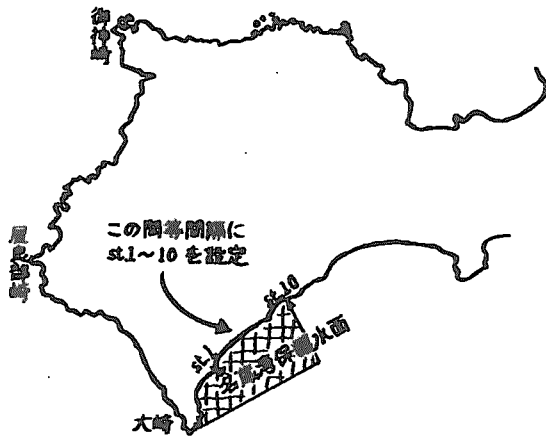 御神崎
この間等間隔に
st.1~10 を設定
屋良部崎
st.10
st.1
名蔵湾保護水面
大崎